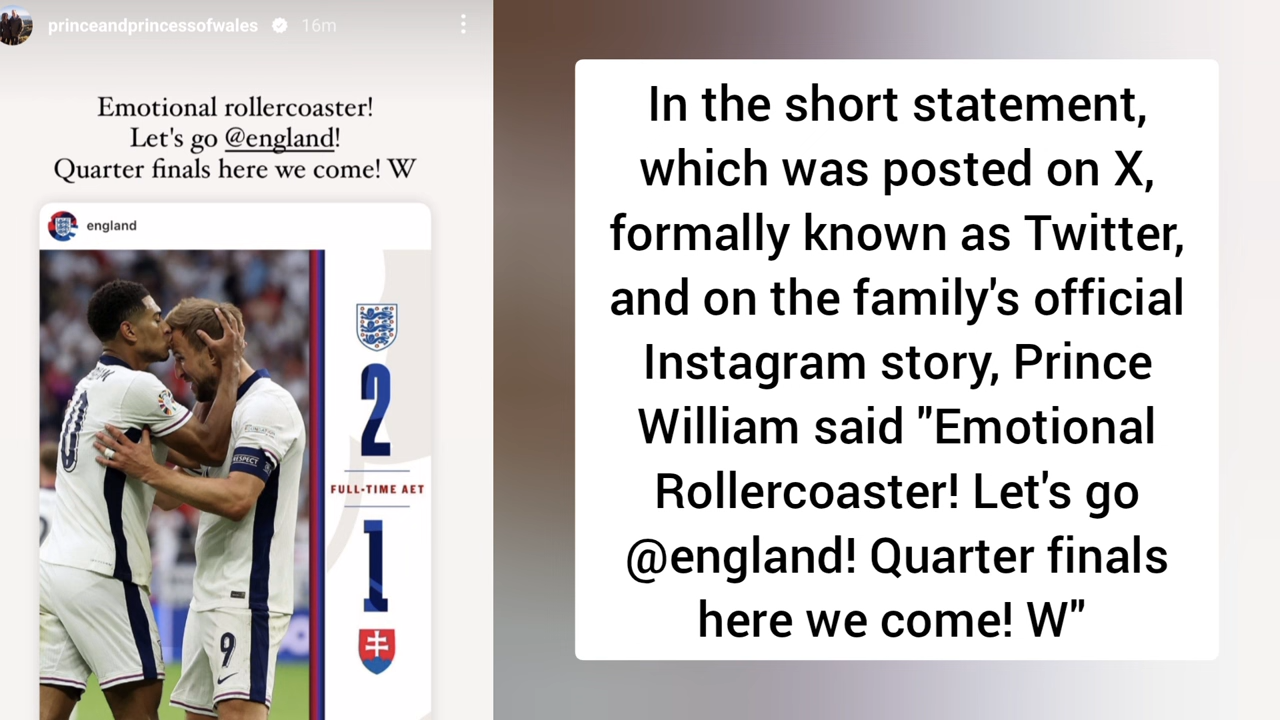 princeandprincessofwales 16m
Emotional rollercoaster!
Let's go @england!
Quarter finals here we come! W
england
2
FULL-TIME AET
1
RESPECT
9
In the short statement,
which was posted on X,
formally known as Twitter,
and on the family's official
Instagram story, Prince
William said "Emotional
Rollercoaster! Let's go
@england! Quarter finals
here we come! W"